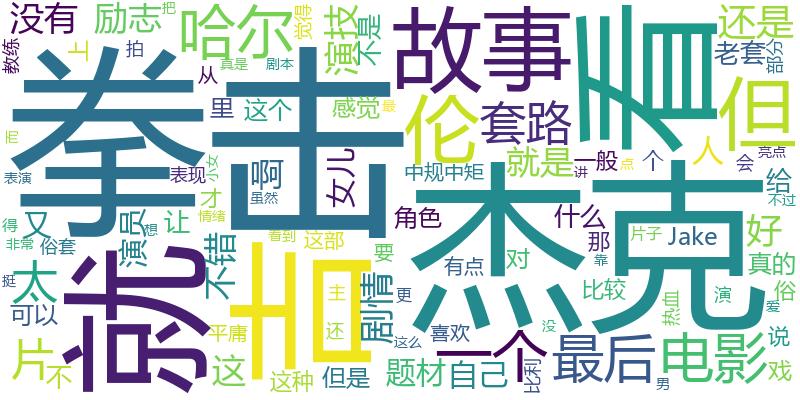 没有
励志
把
哈尔
演技
觉得
不是
故事
看
还是
老套
部分
但
教练
上
拍
从
真是
剧本
最
里
这个
感觉
伦
套路
拳击
而
表演
表现
小女
啊
女儿
就是
一般
个
人
会
亮点
中规中矩
点
讲
给
才
虽然
杰克
得
又
演员
让
情绪
角色
什么
不过
非常
想
看到
片子
Jake
好
俗套
不错
这部
要
有点
对
那
靠
真的
挺
太
就
吉
剧情
更
比较
演
俗
可以
主
还
热血
爱
平庸
这么
喜欢
没
说
片
不
这
这种
但是
题材
自己
一个
比利
最后
男
电影
戏